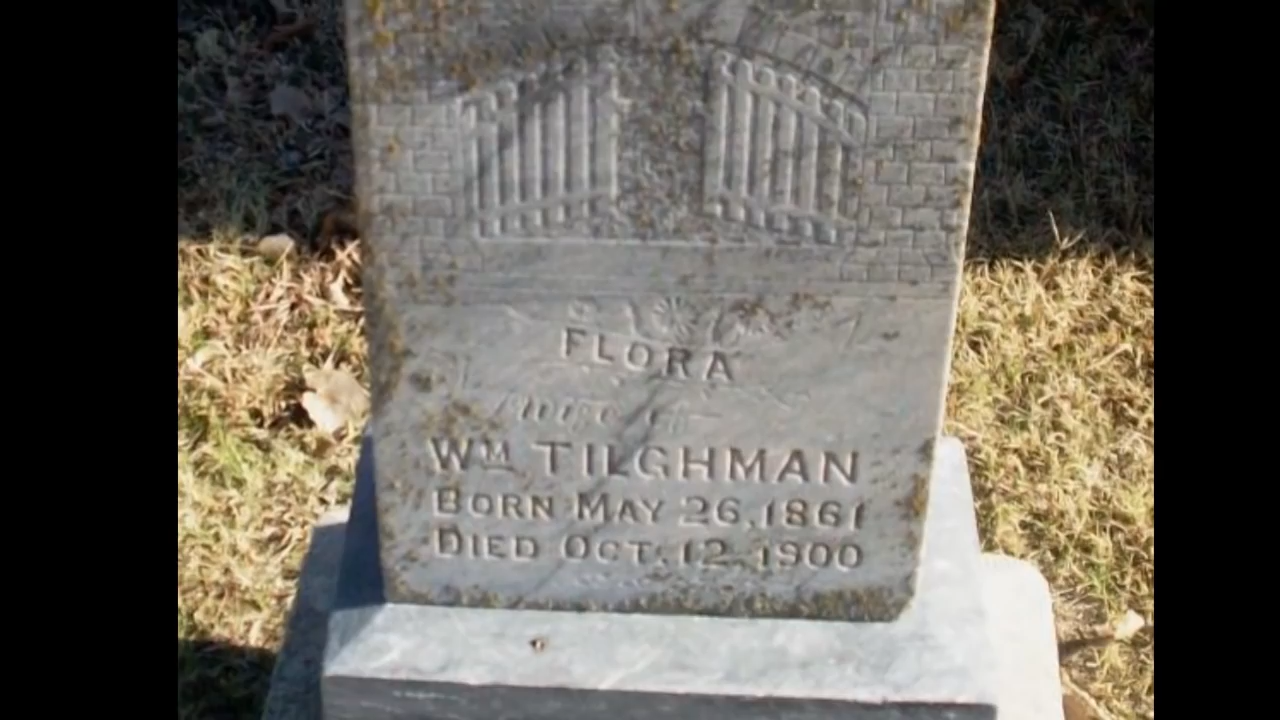 FLORA
wife of
WM TILGHMAN
BORN MAY 26, 1861
DIED OCT. 12, 1900